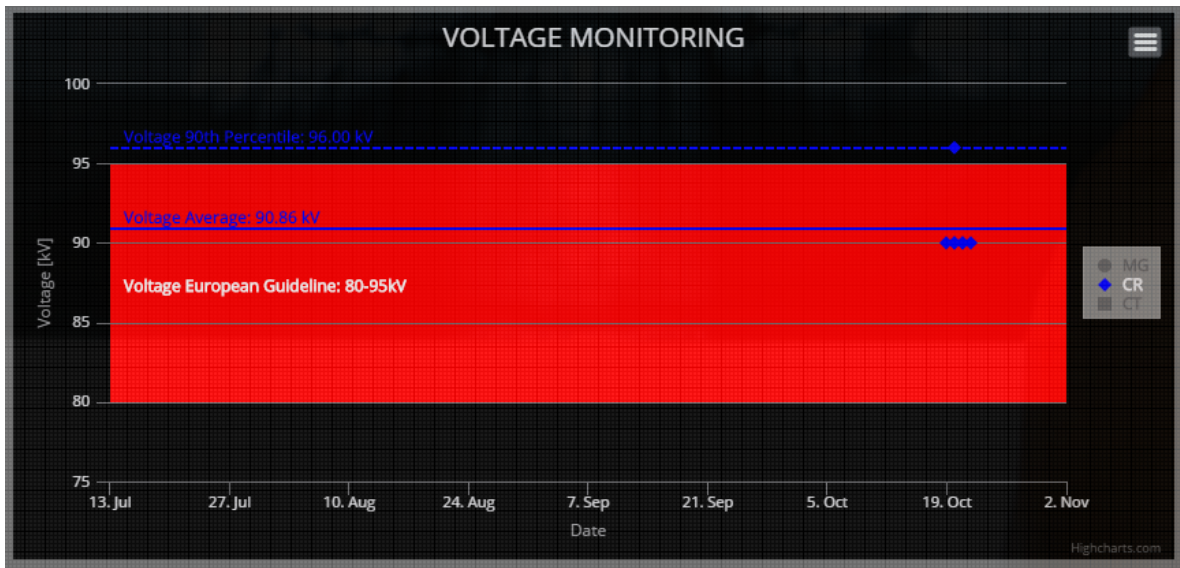 VOLTAGE MONITORING
100
Voltage 90th Percentile: 96.00 kV
95
Voltage Average: 90.86 kV
90
Voltage [kV]
Voltage European Guideline: 80-95kV
85
80
75
MG
CR
CT
13. Jul 27. Jul 10. Aug 24. Aug 7. Sep 21. Sep 5. Oct 19. Oct 2. Nov
Date
Highcharts.com